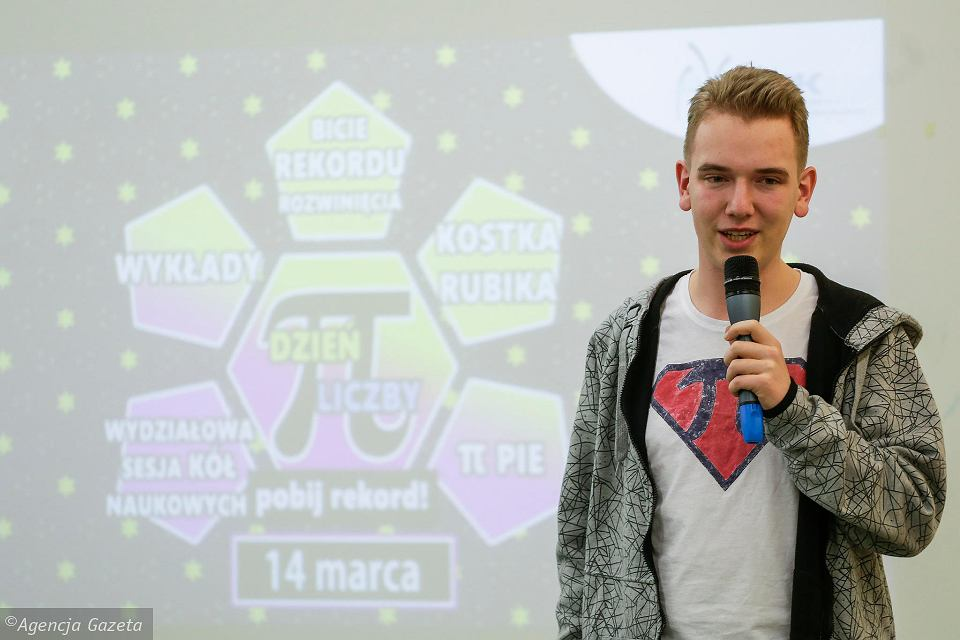 BICIE
REKORDU
ROZWINIĘCIA
WYKŁADY
KOSTKA
RUBIKA
DZIEŃ
π
LICZBY
WYDZIAŁOWA
SESJA KÓŁ
NAUKOWYCH
π PIE
pobij rekord!
14 marca
©Agencja Gazeta